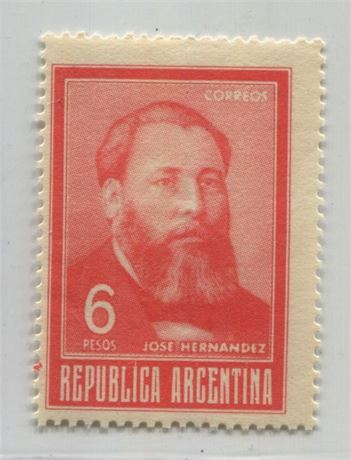 CORREOS
6
PESOS JOSE HERNANDEZ
REPUBLICA ARGENTINA